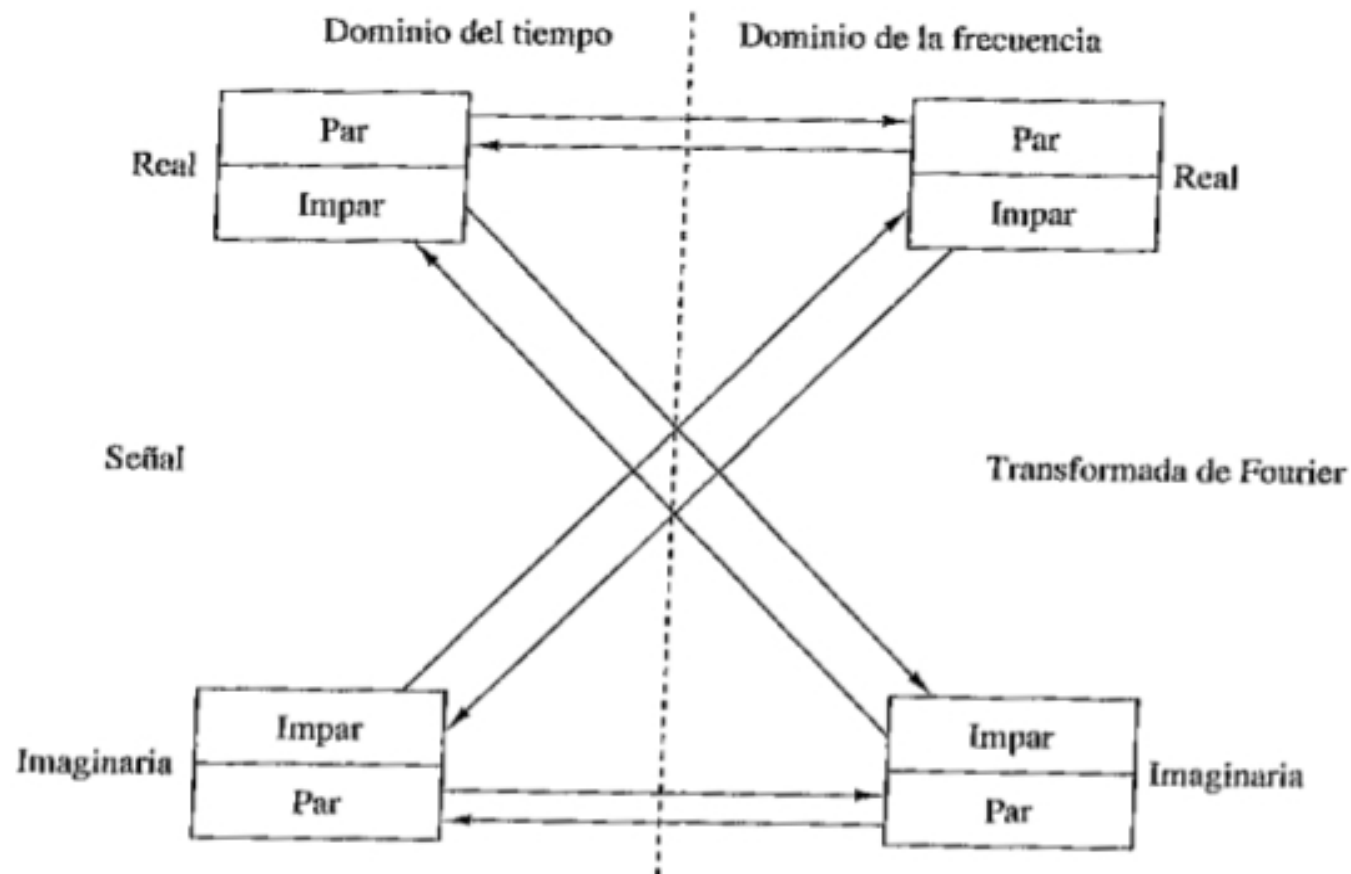 Dominio del tiempo
Dominio de la frecuencia
Real
Par
Impar
Par
Impar
Real
Señal
Transformada de Fourier
Imaginaria
Impar
Par
Impar
Par
Imaginaria